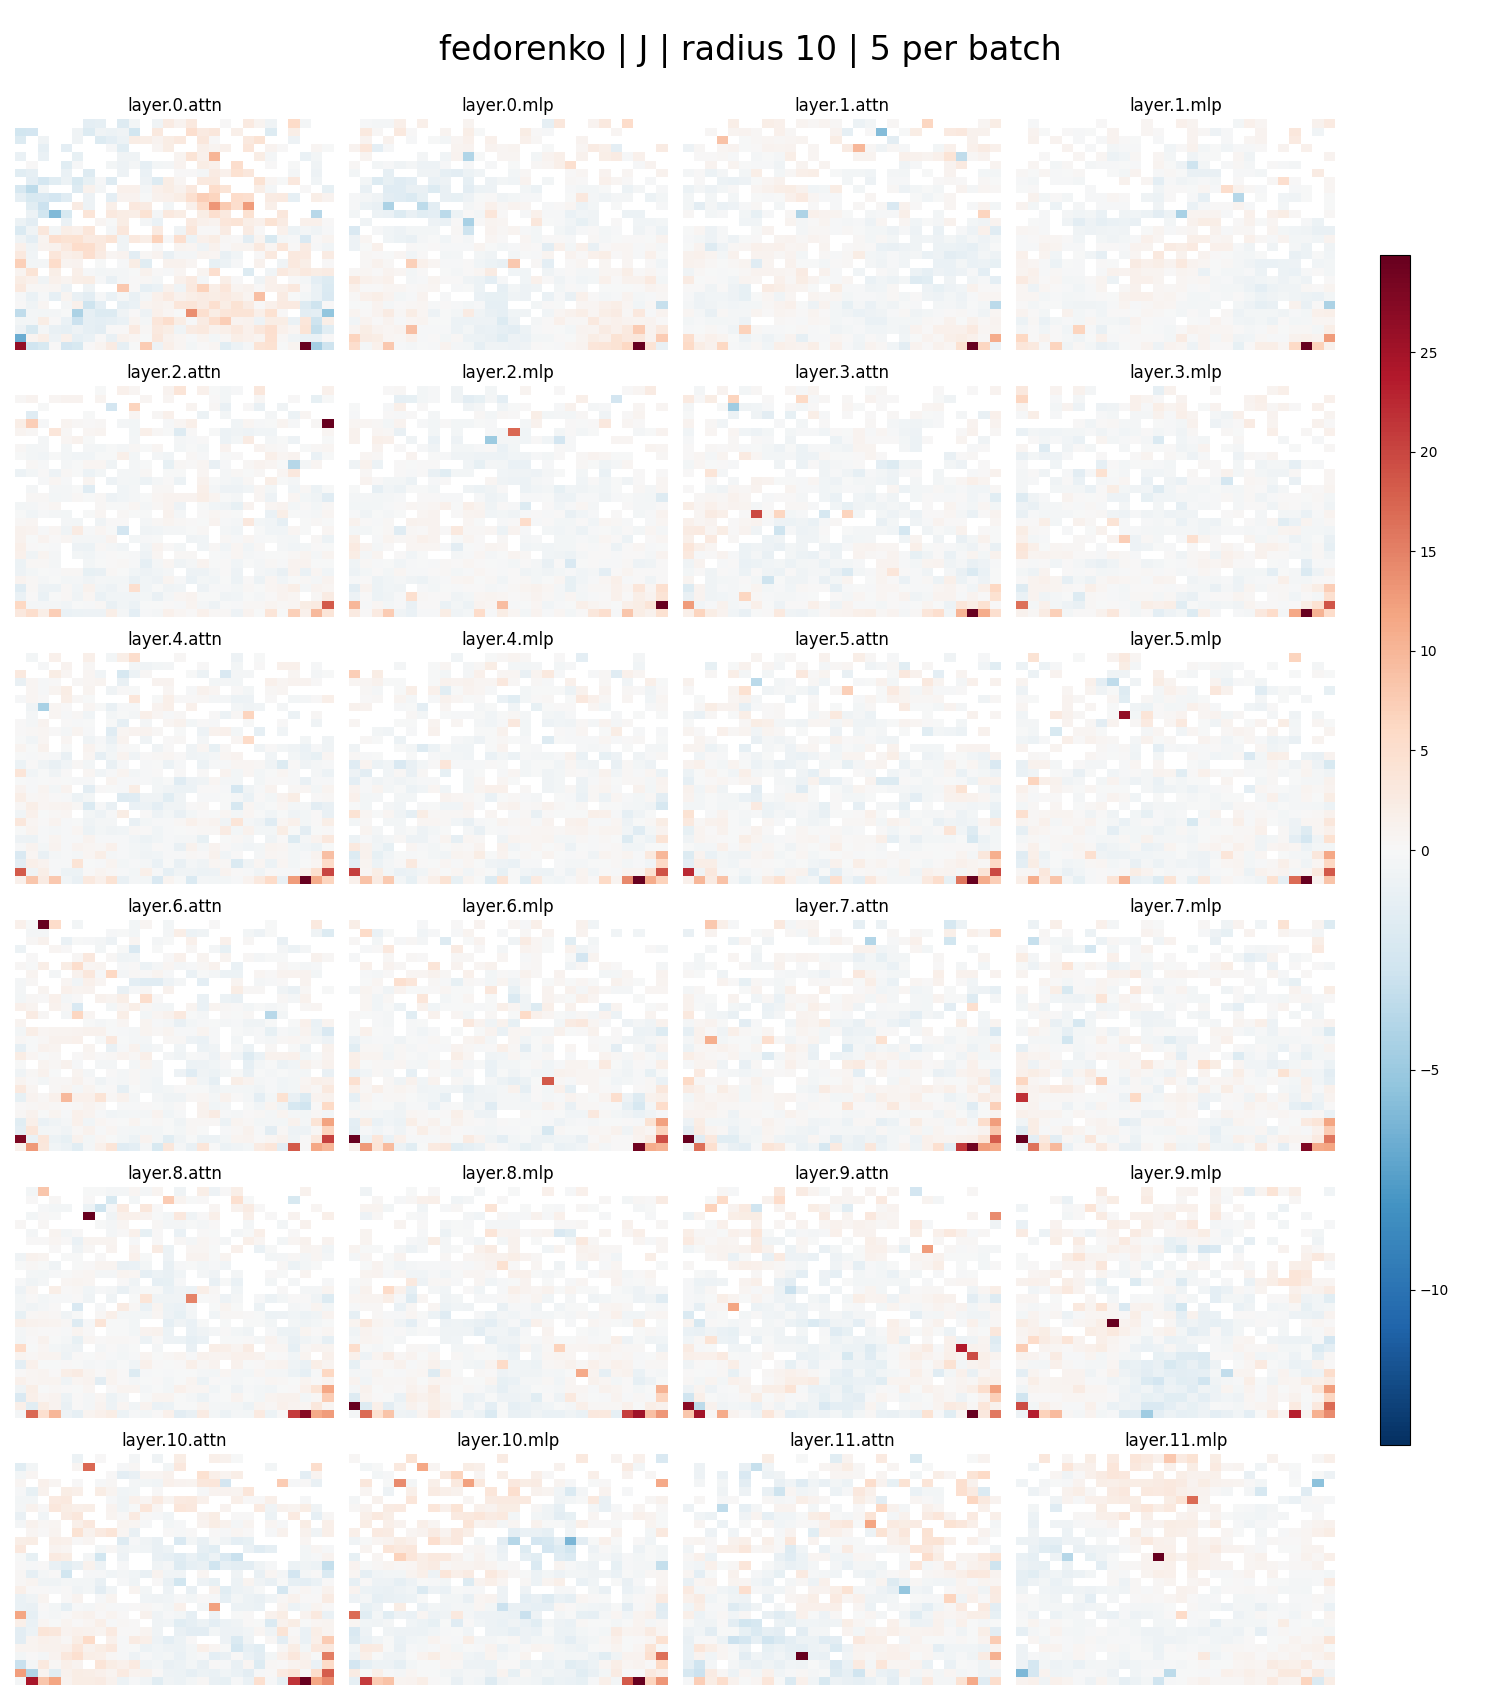 fedorenko | J | radius 10 | 5 per batch
layer.0.attn layer.0.mlp layer.1.attn layer.1.mlp
layer.2.attn layer.2.mlp layer.3.attn layer.3.mlp
layer.4.attn layer.4.mlp layer.5.attn layer.5.mlp
layer.6.attn layer.6.mlp layer.7.attn layer.7.mlp
layer.8.attn layer.8.mlp layer.9.attn layer.9.mlp
layer.10.attn layer.10.mlp layer.11.attn layer.11.mlp
25
20
15
10
5
0
−5
−10